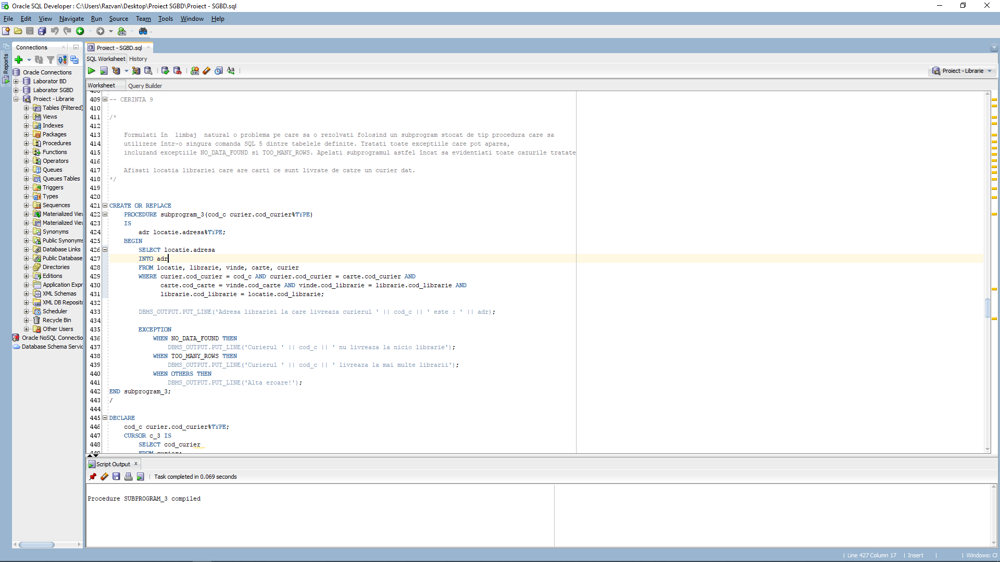 Oracle SQL Developer : C:\Users\Razvan\Desktop\Proiect SGBD\Proiect - SGBD.sql
File Edit View Navigate Run Source Team Tools Window Help
Reports
Connections
Oracle Connections
Laborator BD
Laborator SGBD
Proiect - Librarie
Tables (Filtered)
Views
Indexes
Packages
Procedures
Functions
Operators
Queues
Queues Tables
Triggers
Types
Sequences
Materialized View
Materialized View
Synonyms
Public Synonyms
Database Links
Public Database
Directories
Editions
Application Expr
XML Schemas
XML DB Reposito
Scheduler
Recycle Bin
Other Users
Oracle NoSQL Connectio
Database Schema Servic
Proiect - SGBD.sql
SQL Worksheet History
Proiect - Librarie
Worksheet Query Builder
409 -- CERINTA 9
410
411 /*
412
413 Formulati în limbaj natural o problema pe care sa o rezolvati folosind un subprogram stocat de tip procedura care sa
414 utilizeze într-o singura comanda SQL 5 dintre tabelele definite. Tratati toate exceptiile care pot aparea,
415 incluzand exceptiile NO_DATA_FOUND si TOO_MANY_ROWS. Apelati subprogramul astfel încat sa evidentiati toate cazurile tratate
416
417 Afisati locatia librariei care are carti ce sunt livrate de catre un curier dat.
418 */
419
420
421 CREATE OR REPLACE
422 PROCEDURE subprogram_3(cod_c curier.cod_curier%TYPE)
423 IS
424 adr locatie.adresa%TYPE;
425 BEGIN
426 SELECT locatie.adresa
427 INTO adr
428 FROM locatie, librarie, vinde, carte, curier
429 WHERE curier.cod_curier = cod_c AND curier.cod_curier = carte.cod_curier AND
430 carte.cod_carte = vinde.cod_carte AND vinde.cod_librarie = librarie.cod_librarie AND
431 librarie.cod_librarie = locatie.cod_librarie;
432
433 DBMS_OUTPUT.PUT_LINE('Adresa librariei la care livreaza curierul ' || cod_c || ' este : ' || adr);
434
435 EXCEPTION
436 WHEN NO_DATA_FOUND THEN
437 DBMS_OUTPUT.PUT_LINE('Curierul ' || cod_c || ' nu livreaza la nicio librarie');
438 WHEN TOO_MANY_ROWS THEN
439 DBMS_OUTPUT.PUT_LINE('Curierul ' || cod_c || ' livreaza la mai multe librarii');
440 WHEN OTHERS THEN
441 DBMS_OUTPUT.PUT_LINE('Alta eroare!');
442 END subprogram_3;
443 /
444
445 DECLARE
446 cod_c curier.cod_curier%TYPE;
447 CURSOR c_3 IS
448 SELECT cod_curier
449 FROM curier;
Script Output
Task completed in 0.069 seconds
Procedure SUBPROGRAM_3 compiled
Line 427 Column 17 Insert Windows: CF